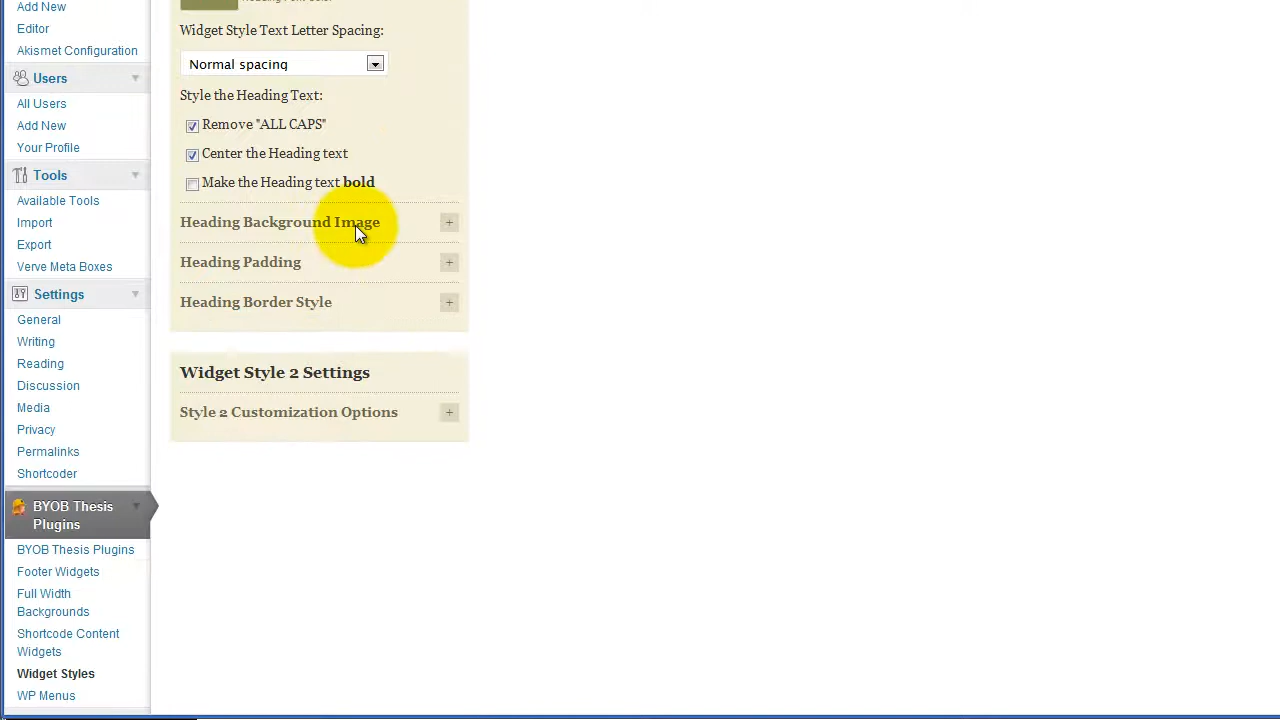 Add New
Editor
Akismet Configuration
Users
All Users
Add New
Your Profile
Tools
Available Tools
Import
Export
Verve Meta Boxes
Settings
General
Writing
Reading
Discussion
Media
Privacy
Permalinks
Shortcoder
BYOB Thesis
Plugins
BYOB Thesis Plugins
Footer Widgets
Full Width
Backgrounds
Shortcode Content
Widgets
Widget Styles
WP Menus
Widget Style Text Letter Spacing:
Normal spacing
Style the Heading Text:
Remove "ALL CAPS"
Center the Heading text
Make the Heading text bold
Heading Background Image +
Heading Padding +
Heading Border Style +
Widget Style 2 Settings
Style 2 Customization Options +